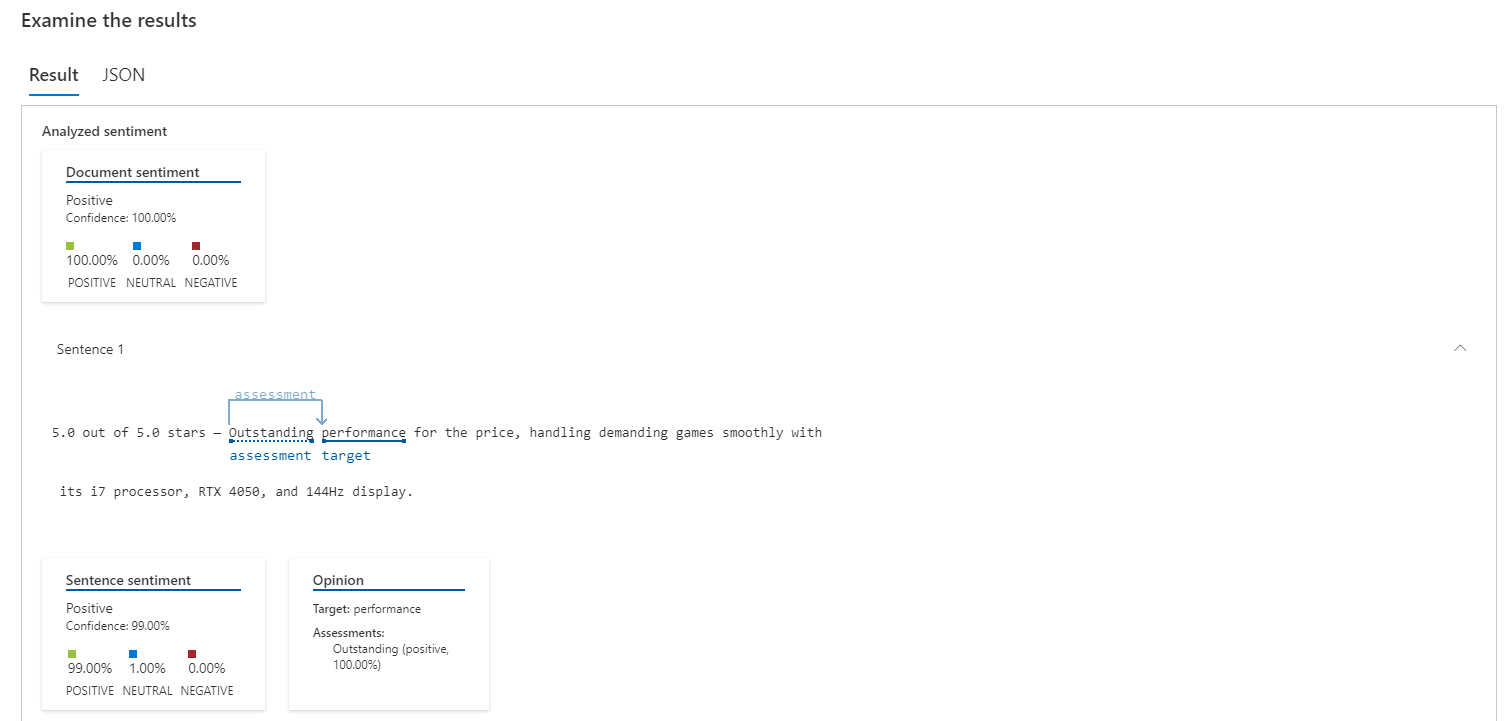 Examine the results
Result JSON
Analyzed sentiment
Document sentiment
Positive
Confidence: 100.00%
100.00% 0.00% 0.00%
POSITIVE NEUTRAL NEGATIVE
Sentence 1
assessment
5.0 out of 5.0 stars — Outstanding performance for the price, handling demanding games smoothly with
assessment target
its i7 processor, RTX 4050, and 144Hz display.
Sentence sentiment
Positive
Confidence: 99.00%
99.00% 1.00% 0.00%
POSITIVE NEUTRAL NEGATIVE
Opinion
Target: performance
Assessments:
Outstanding (positive,
100.00%)